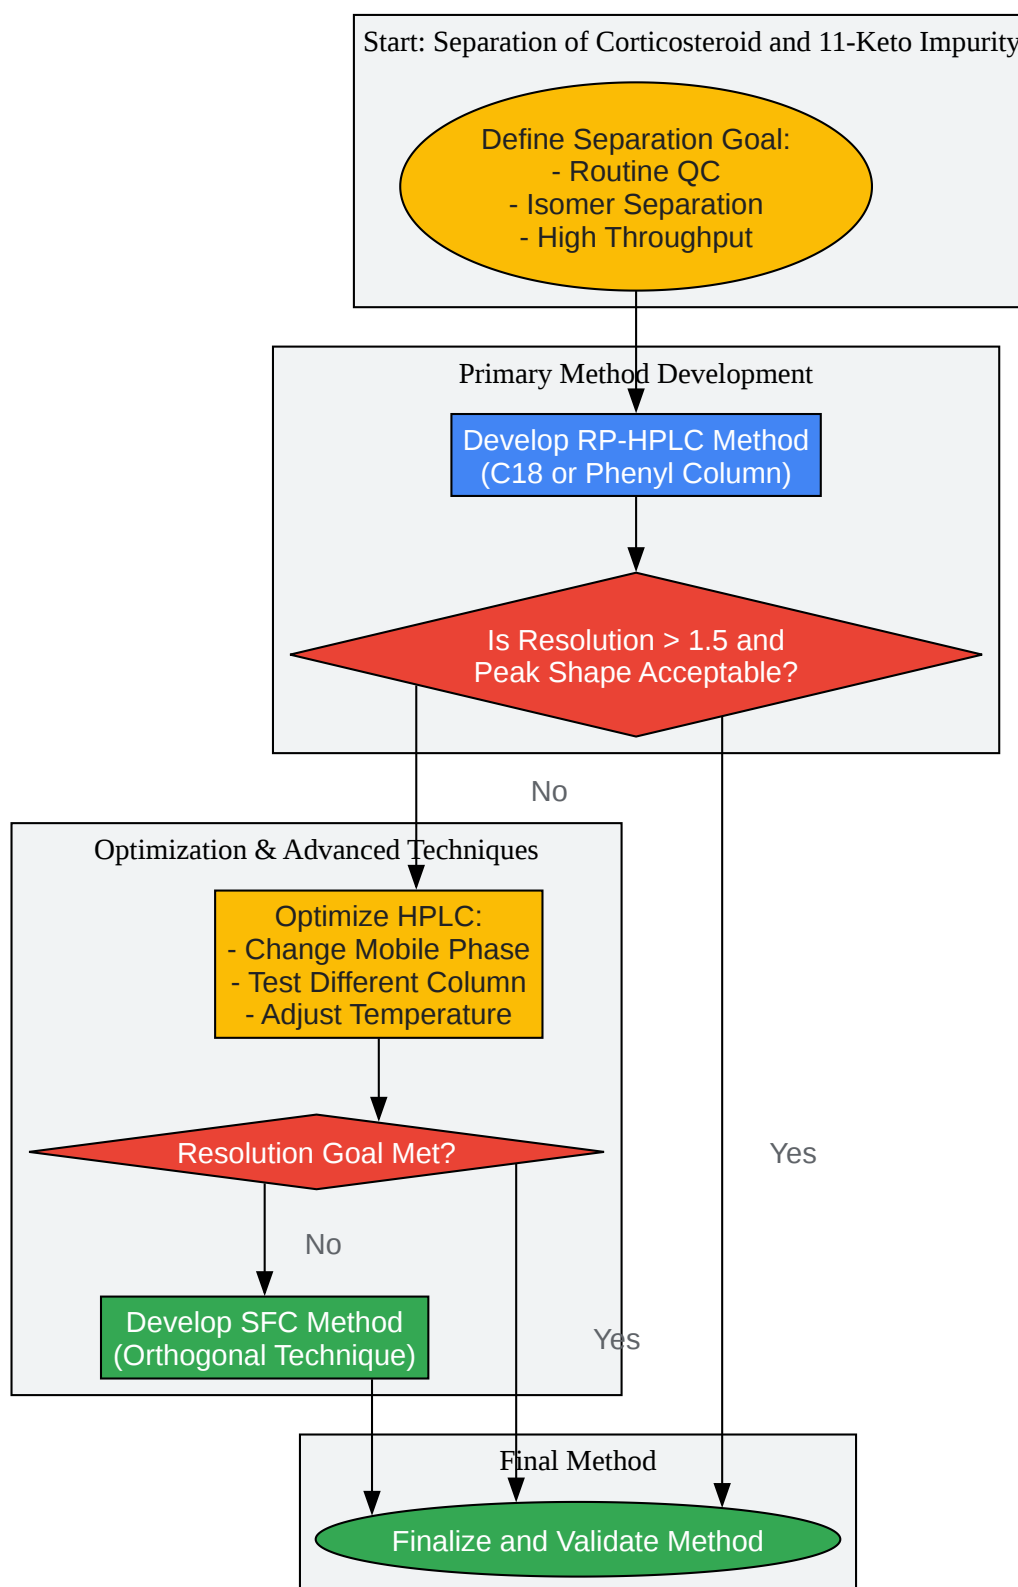 Start: Separation of Corticosteroid and 11-Keto Impurity
Define Separation Goal:
- Routine QC
- Isomer Separation
- High Throughput
Primary Method Development
Develop RP-HPLC Method
(C18 or Phenyl Column)
Is Resolution > 1.5 and
Peak Shape Acceptable?
No
Optimization & Advanced Techniques
Optimize HPLC:
- Change Mobile Phase
- Test Different Column
- Adjust Temperature
Resolution Goal Met?
Yes
No
Develop SFC Method
(Orthogonal Technique)
Yes
Final Method
Finalize and Validate Method